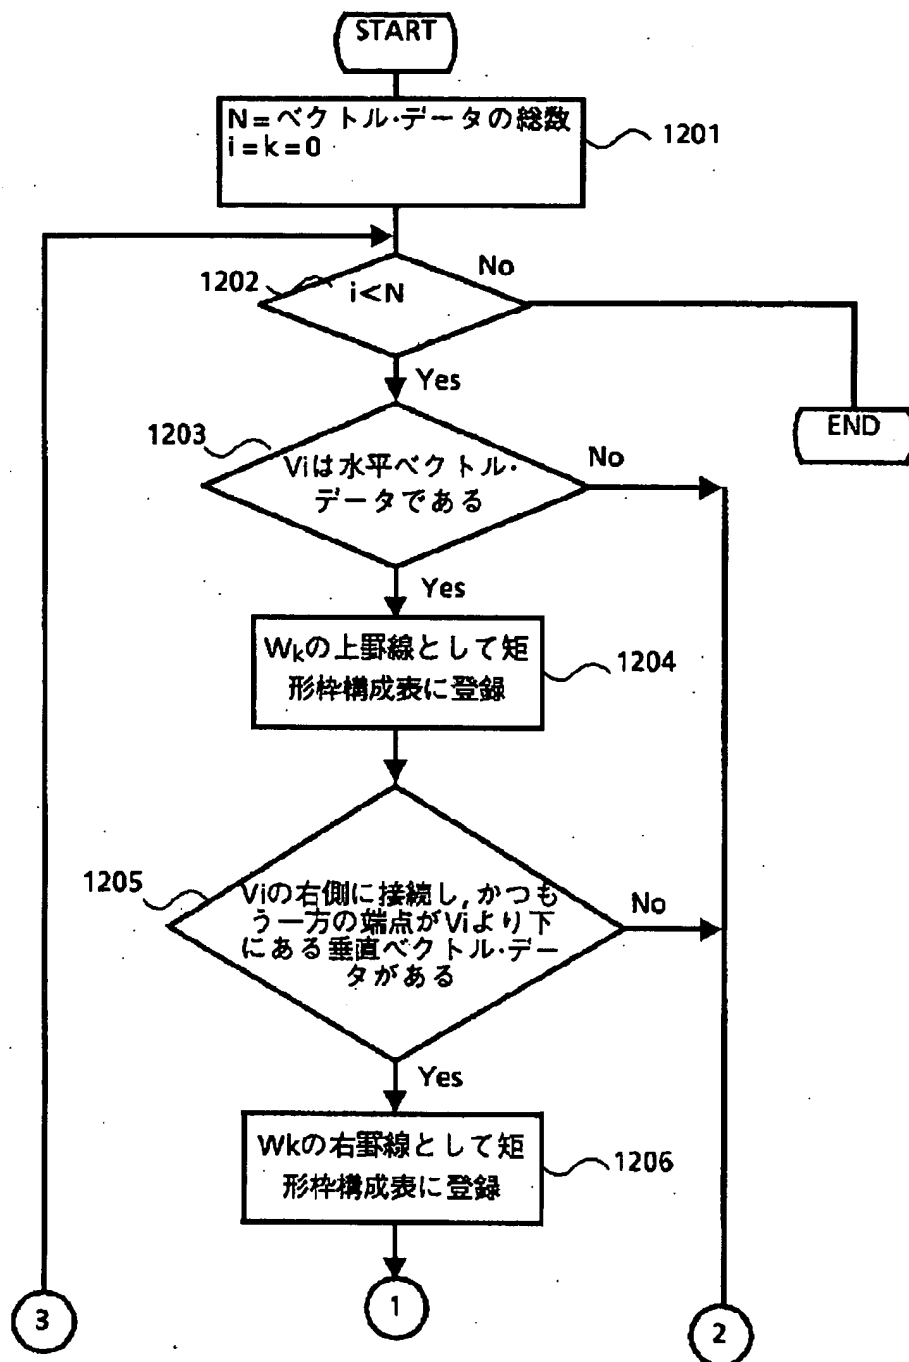 START
N=ベクトル・データの総数
i=k=0
1201
1202
i<N
No
Yes
END
1203
Viは水平ベクトル・
データである
No
Yes
Wkの上罫線として矩
形枠構成表に登録
1204
1205
Viの右側に接続し,かつも
う一方の端点がViより下
にある垂直ベクトル・デー
タがある
No
Yes
Wkの右罫線として矩
形枠構成表に登録
1206
3
1
2